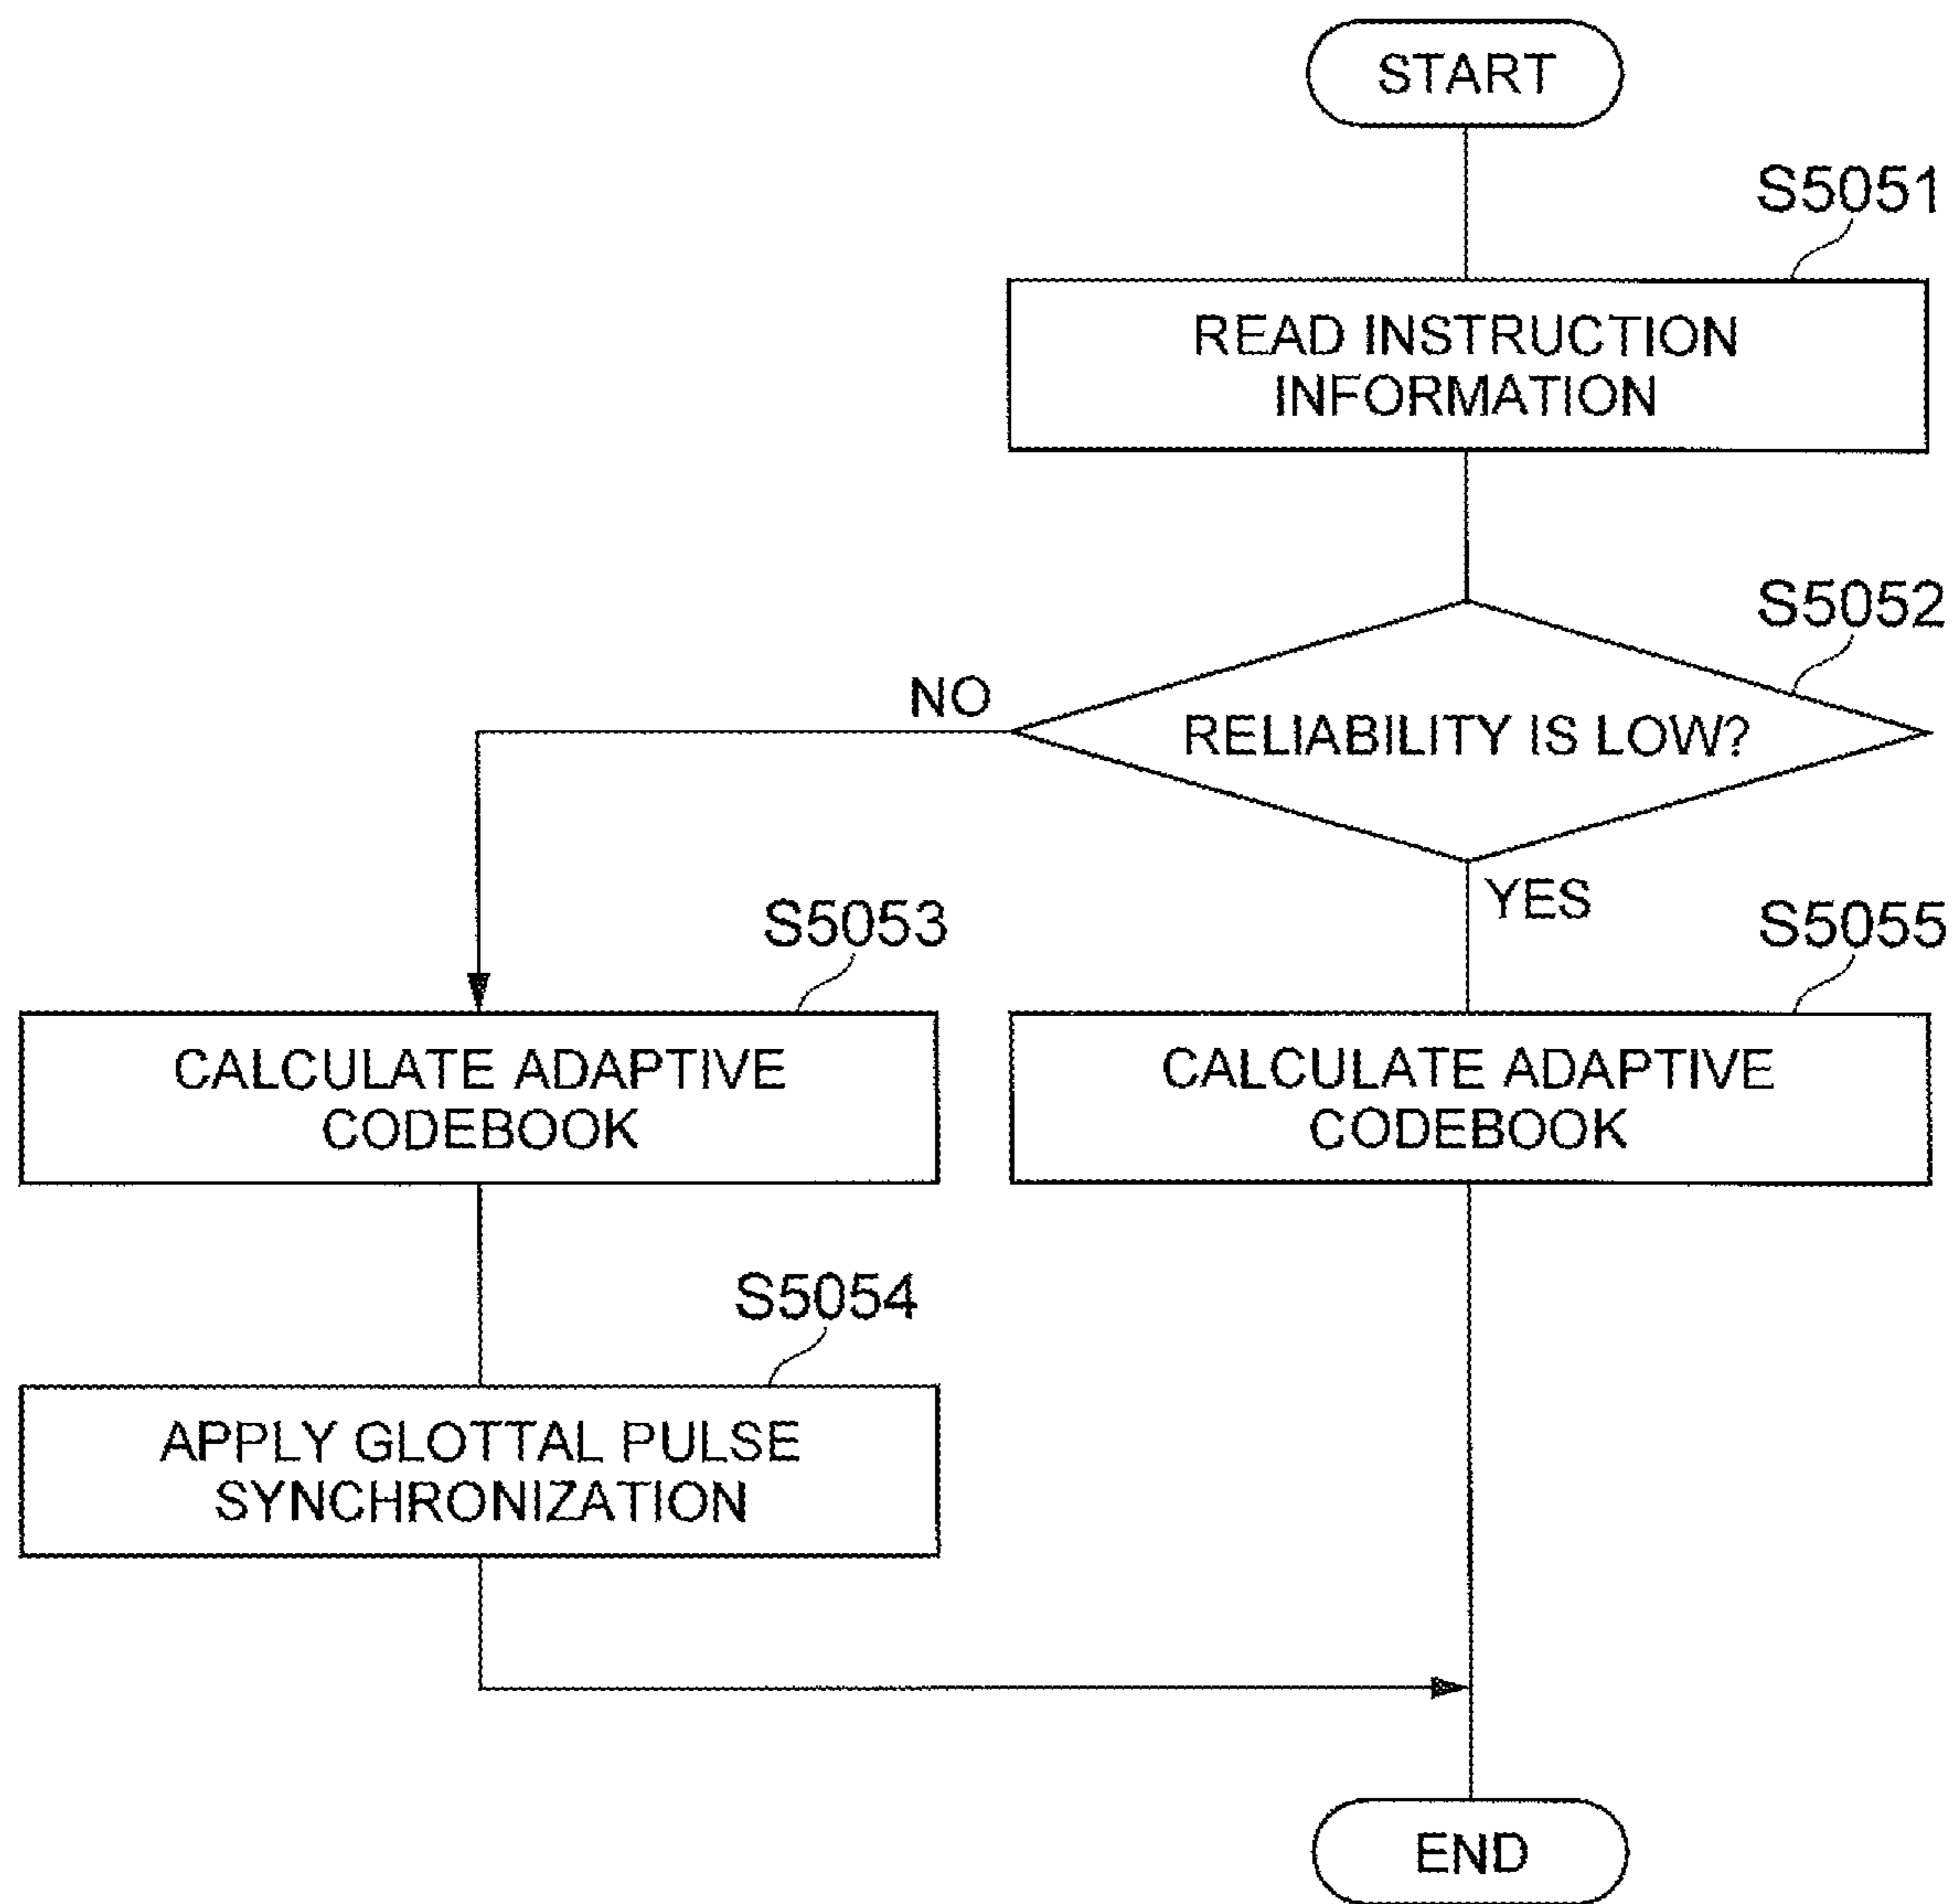 START
S5051
READ INSTRUCTION
INFORMATION
S5052
NO
RELIABILITY IS LOW?
YES
S5053
S5055
CALCULATE ADAPTIVE
CODEBOOK
CALCULATE ADAPTIVE
CODEBOOK
S5054
APPLY GLOTTAL PULSE
SYNCHRONIZATION
END